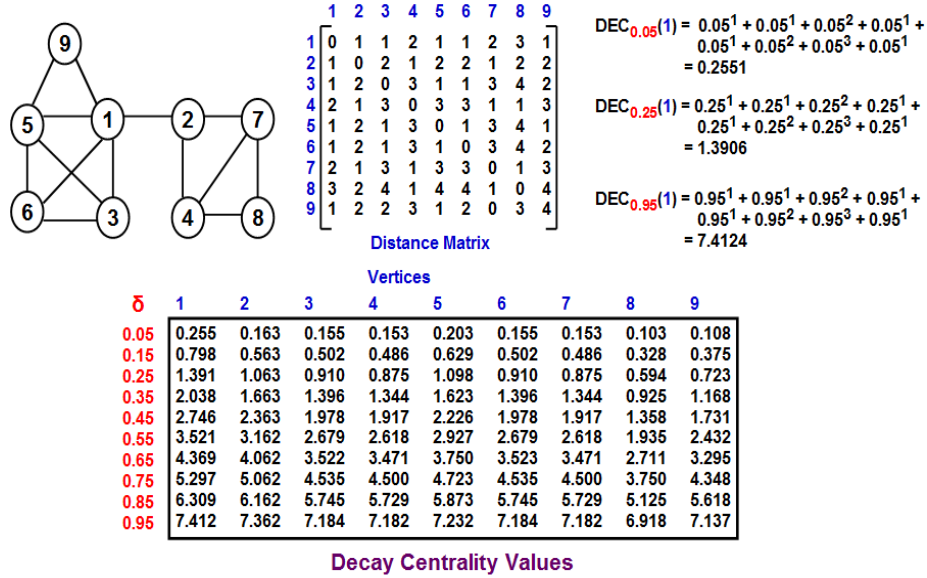 9
5
1
2
7
6
3
4
8
1 2 3 4 5 6 7 8 9
1 0 1 1 2 1 1 2 3 1
2 1 0 2 1 2 2 1 2 2
3 1 2 0 3 1 1 3 4 2
4 2 1 3 0 3 3 1 1 3
5 1 2 1 3 0 1 3 4 1
6 1 2 1 3 1 0 3 4 2
7 2 1 3 1 3 3 0 1 3
8 3 2 4 1 4 4 1 0 4
9 1 2 2 3 1 2 0 3 4
Distance Matrix
DEC0.05(1) = 0.05¹ + 0.05¹ + 0.05² + 0.05¹ +
0.05¹ + 0.05² + 0.05³ + 0.05¹
= 0.2551
DEC0.25(1) = 0.25¹ + 0.25¹ + 0.25² + 0.25¹ +
0.25¹ + 0.25² + 0.25³ + 0.25¹
= 1.3906
DEC0.95(1) = 0.95¹ + 0.95¹ + 0.95² + 0.95¹ +
0.95¹ + 0.95² + 0.95³ + 0.95¹
= 7.4124
Vertices
δ 1 2 3 4 5 6 7 8 9
0.05 0.255 0.163 0.155 0.153 0.203 0.155 0.153 0.103 0.108
0.15 0.798 0.563 0.502 0.486 0.629 0.502 0.486 0.328 0.375
0.25 1.391 1.063 0.910 0.875 1.098 0.910 0.875 0.594 0.723
0.35 2.038 1.663 1.396 1.344 1.623 1.396 1.344 0.925 1.168
0.45 2.746 2.363 1.978 1.917 2.226 1.978 1.917 1.358 1.731
0.55 3.521 3.162 2.679 2.618 2.927 2.679 2.618 1.935 2.432
0.65 4.369 4.062 3.522 3.471 3.750 3.523 3.471 2.711 3.295
0.75 5.297 5.062 4.535 4.500 4.723 4.535 4.500 3.750 4.348
0.85 6.309 6.162 5.745 5.729 5.873 5.745 5.729 5.125 5.618
0.95 7.412 7.362 7.184 7.182 7.232 7.184 7.182 6.918 7.137
Decay Centrality Values